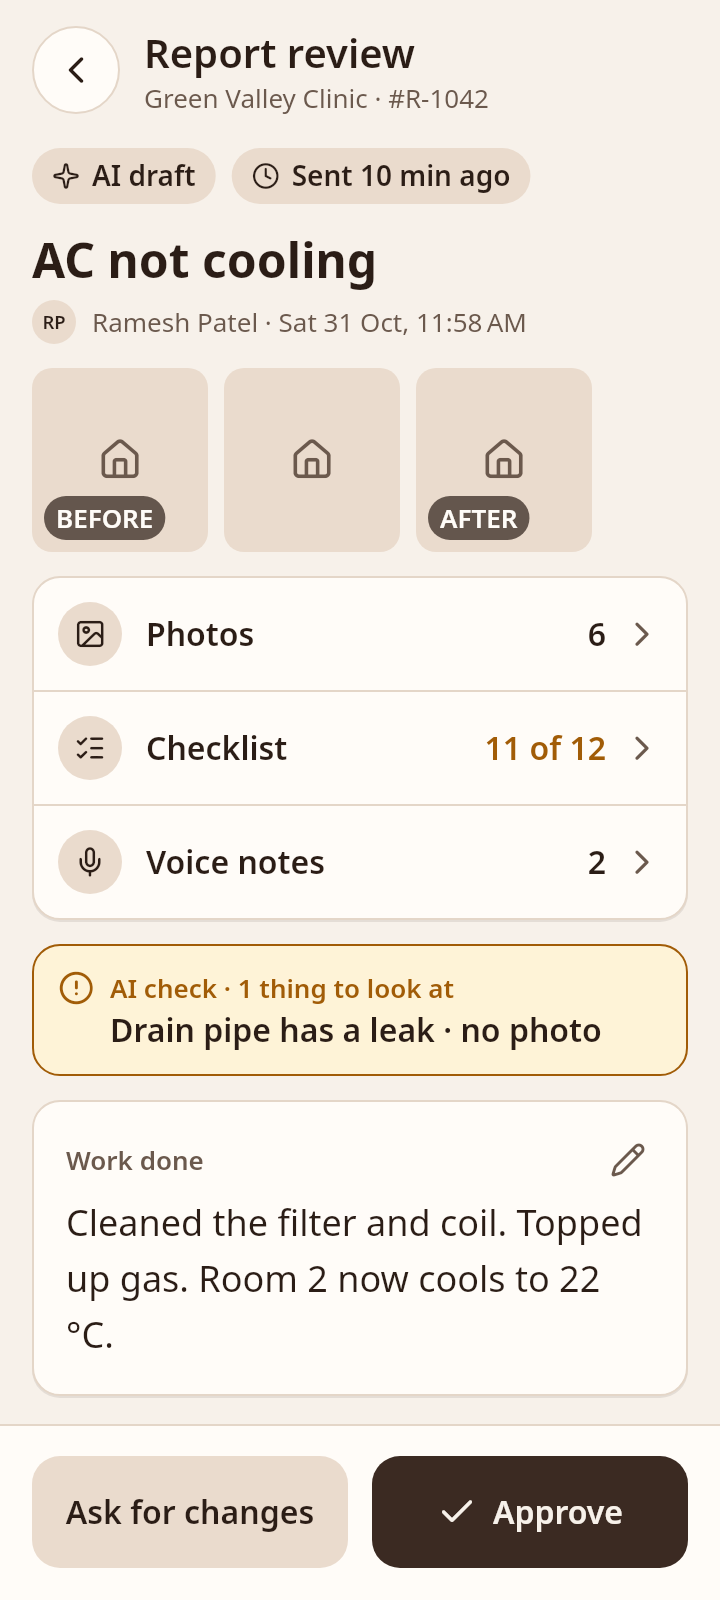 Report review
Green Valley Clinic · #R-1042
AI draft
Sent 10 min ago
AC not cooling
RP
Ramesh Patel · Sat 31 Oct, 11:58 AM
BEFORE
AFTER
Photos
6
Checklist
11 of 12
Voice notes
2
AI check · 1 thing to look at
Drain pipe has a leak · no photo
Work done
Cleaned the filter and coil. Topped
up gas. Room 2 now cools to 22
°C.
Ask for changes
Approve